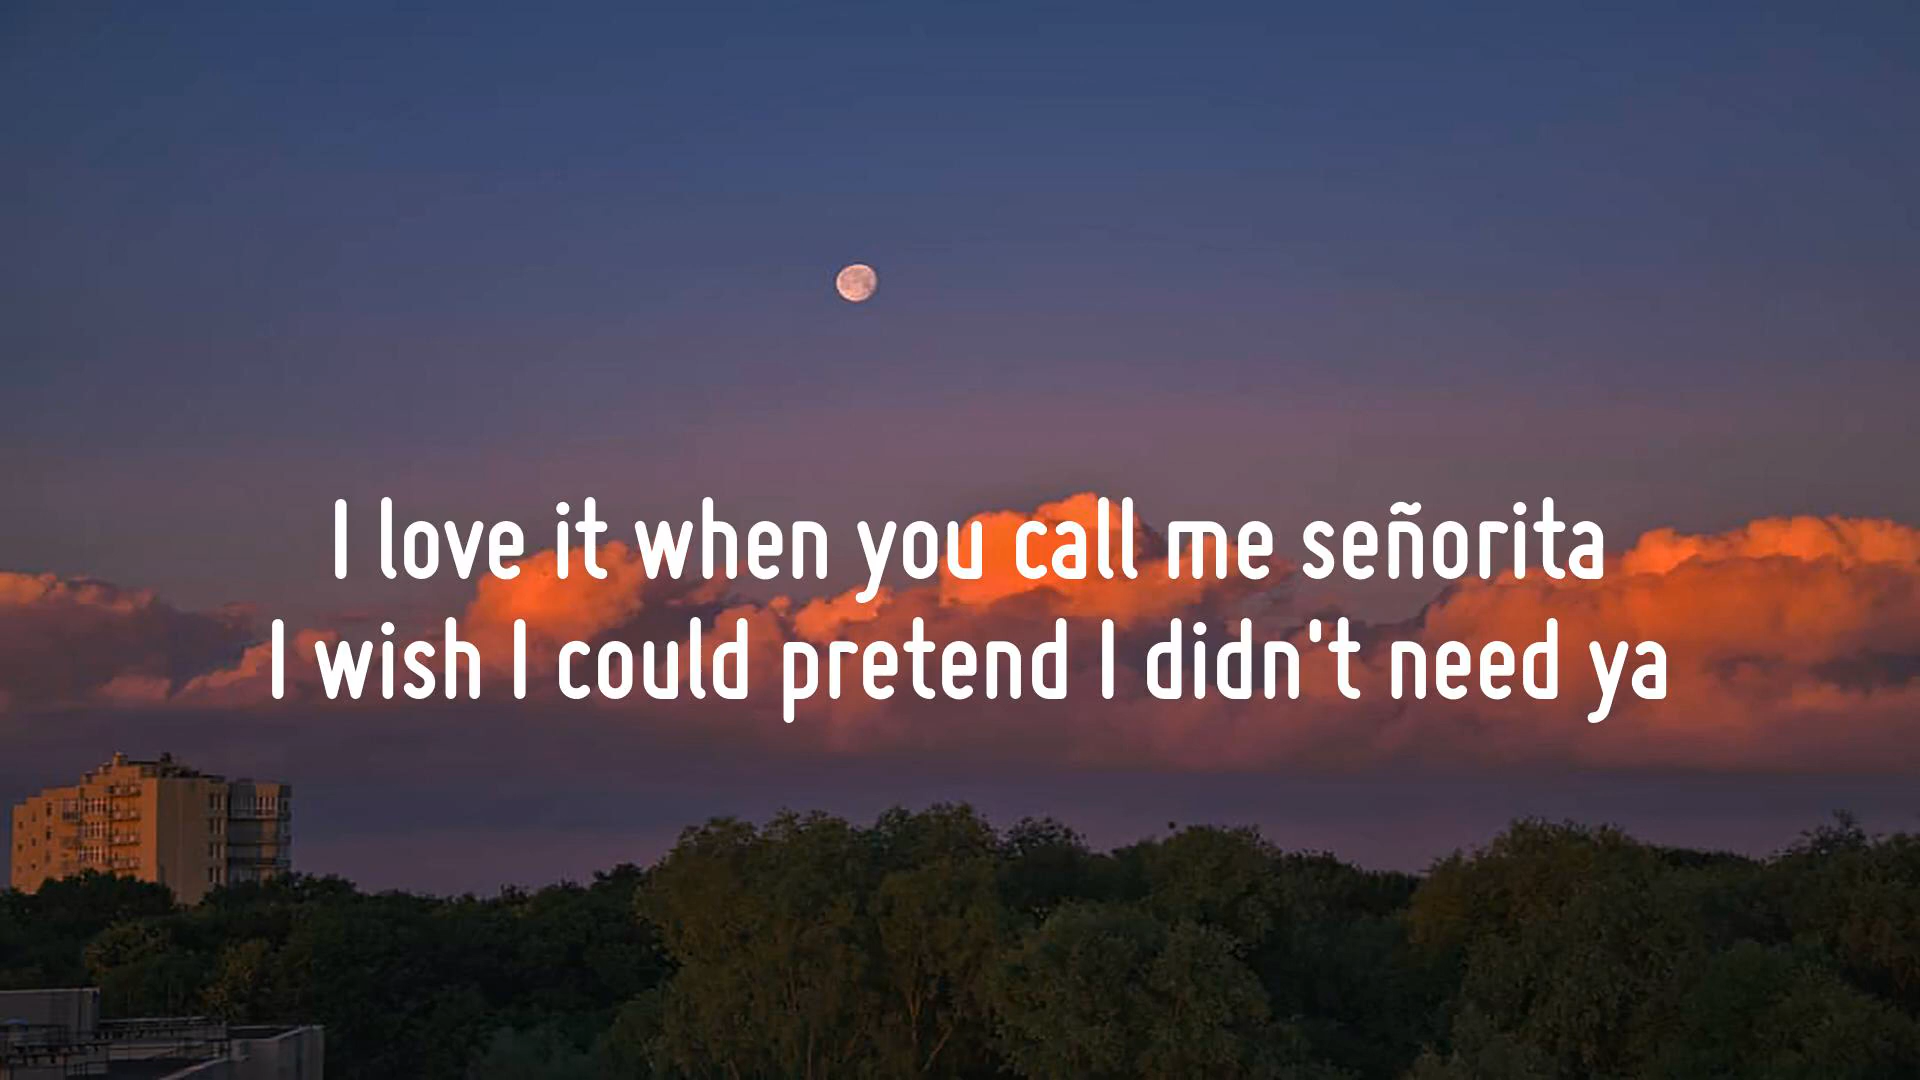 I love it when you call me señorita
I wish I could pretend I didn't need ya